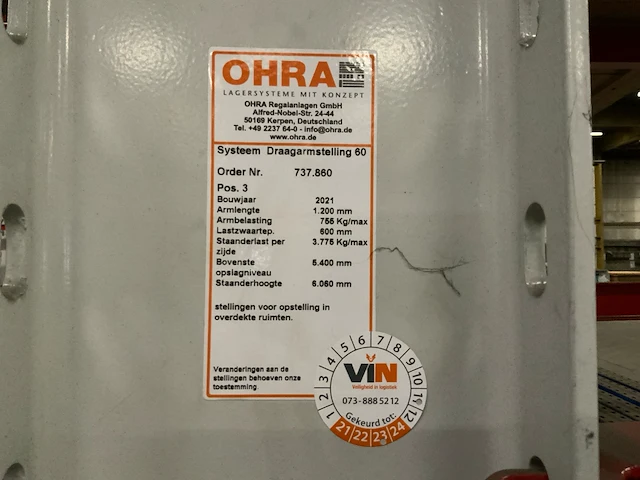 OHRA
LAGERSYSTEME MIT KONZEPT
OHRA Regalanlagen GmbH
Alfred-Nobel-Str. 24-44
50169 Kerpen, Deutschland
Tel. +49 2237 64-0 - info@ohra.de
www.ohra.de
Systeem Draagarmstelling 60
Order Nr. 737.860
Pos. 3
Bouwjaar 2021
Armlengte 1.200 mm
Armbelasting 755 Kg/max
Lastzwaartep. 600 mm
Staanderlast per 3.775 Kg/max
zijde
Bovenste 5.400 mm
opslagniveau
Staanderhoogte 6.060 mm
stellingen voor opstelling in
overdekte ruimten.
Veranderingen aan de
stellingen behoeven onze
toestemming
1 2 3 4 5 6 7 8 9 10 11 12
VIN
Veiligheid in logistiek
073-888 52 12
Gekeurd tot:
21 22 23 24